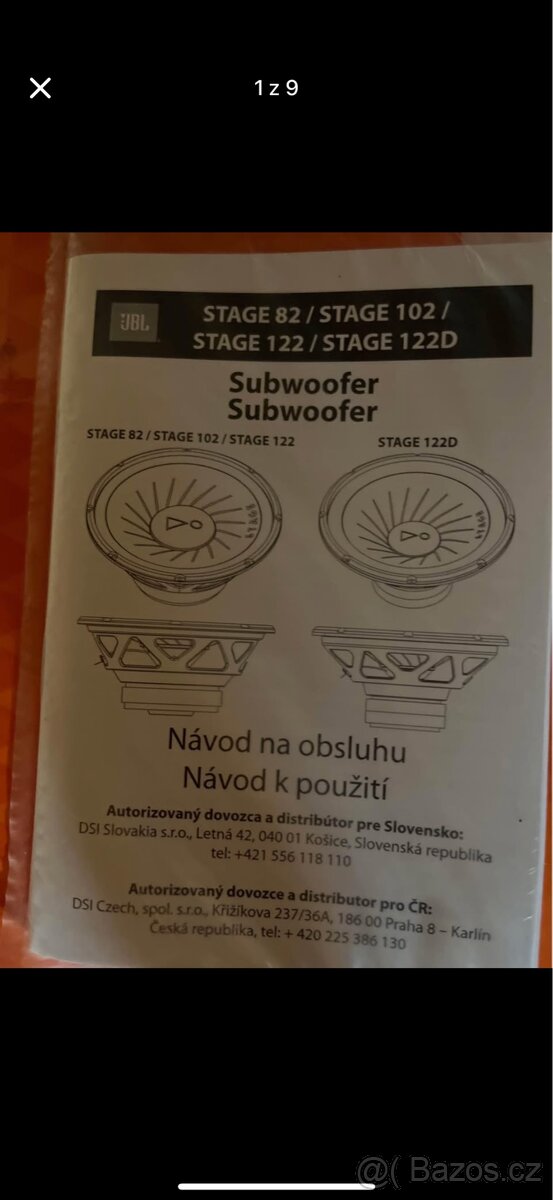 1 z 9
JBL
STAGE 82 / STAGE 102 /
STAGE 122 / STAGE 122D
Subwoofer
Subwoofer
STAGE 82 / STAGE 102 / STAGE 122
STAGE 122D
STAGE
STAGE
Návod na obsluhu
Návod k použití
Autorizovaný dovozca a distribútor pre Slovensko:
DSI Slovakia s.r.o., Letná 42, 040 01 Košice, Slovenská republika
tel: +421 556 118 110
Autorizovaný dovozce a distributor pro ČR:
DSI Czech, spol. s.r.o., Křižíkova 237/36A, 186 00 Praha 8 – Karlín
Česká republika, tel: + 420 225 386 130
@( Bazos.cz